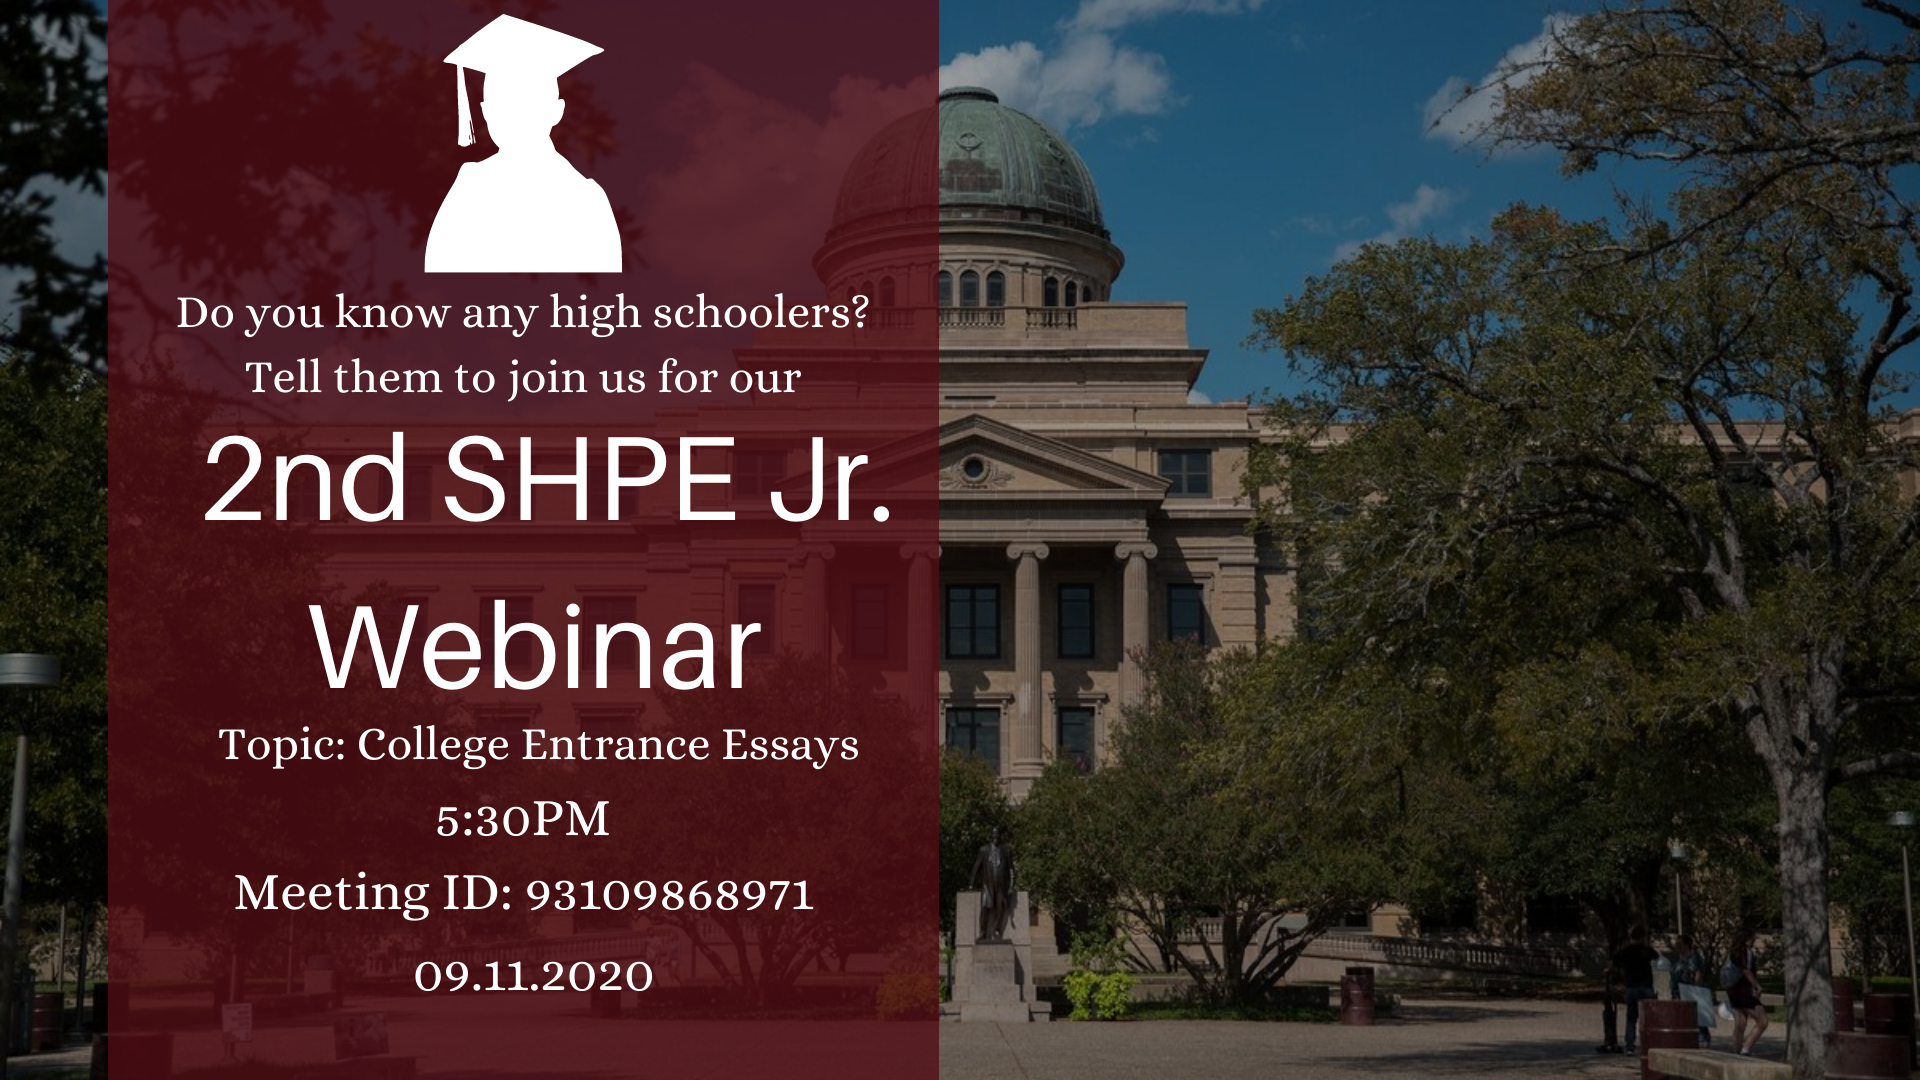 Do you know any high schoolers?
Tell them to join us for our
2nd SHPE Jr.
Webinar
Topic: College Entrance Essays
5:30PM
Meeting ID: 93109868971
09.11.2020